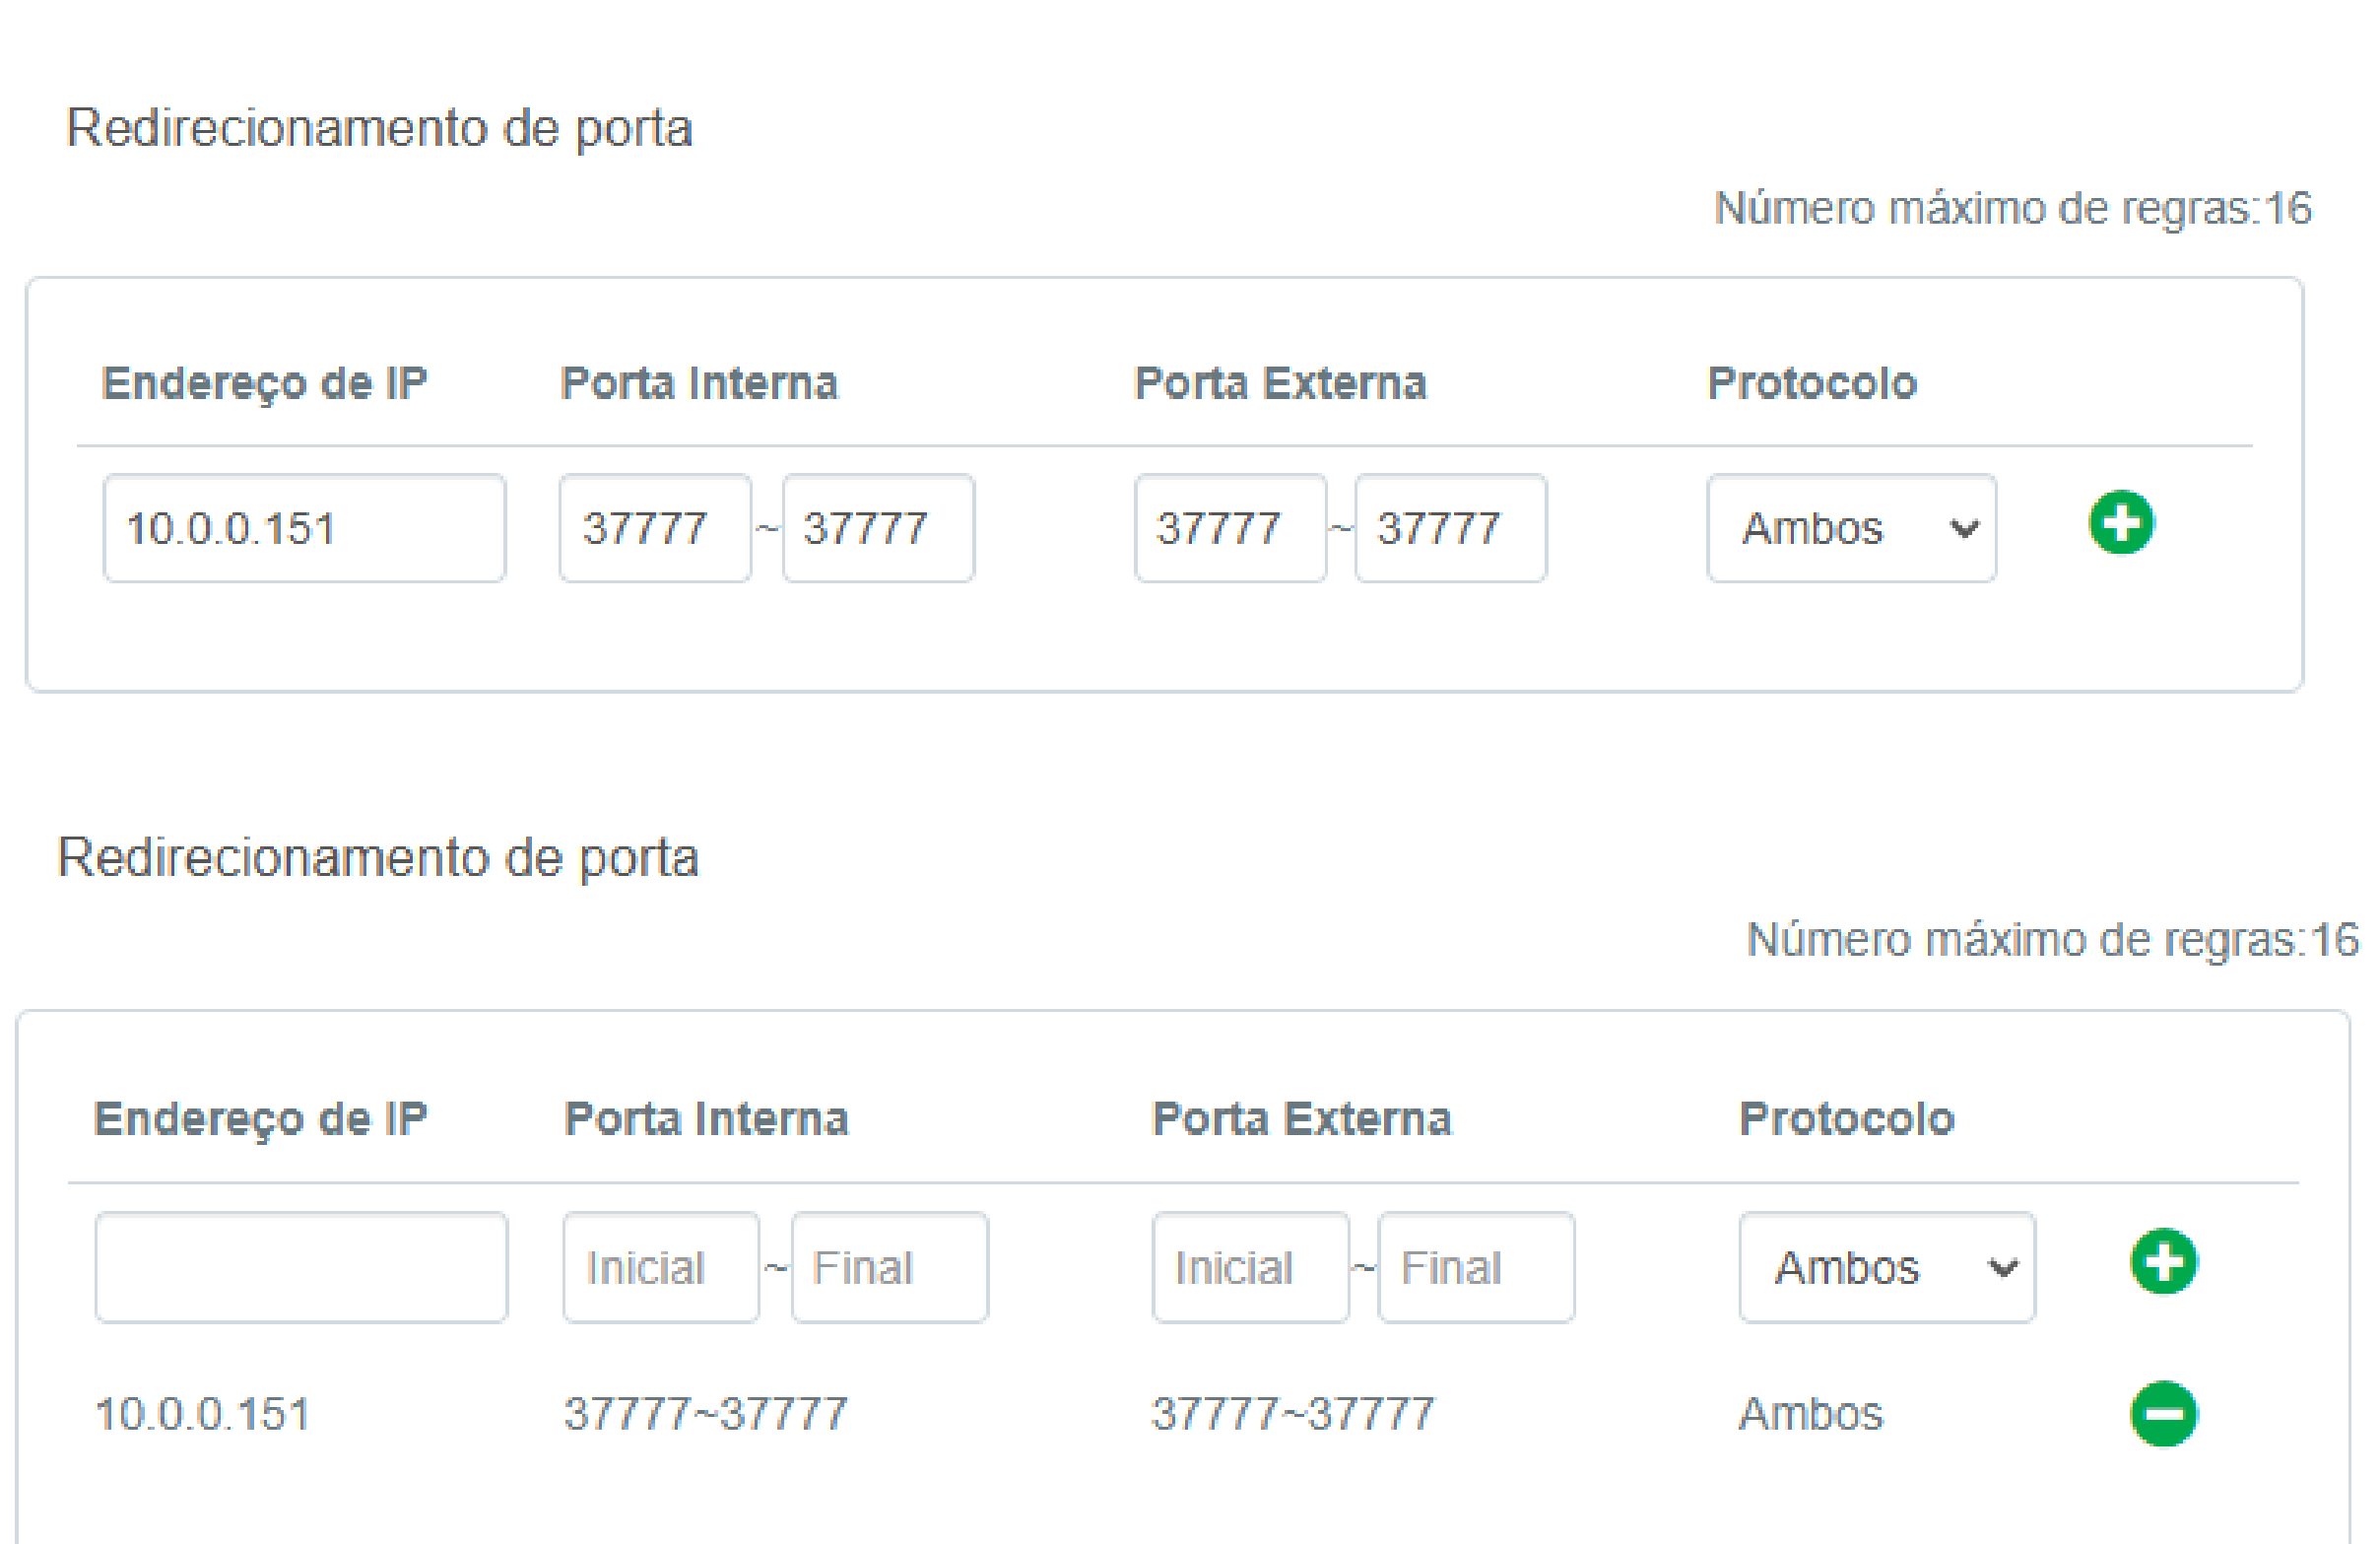 Redirecionamento de porta
Número máximo de regras:16
Endereço de IP Porta Interna Porta Externa Protocolo
10.0.0.151 37777 ~ 37777 37777 ~ 37777 Ambos
Redirecionamento de porta
Número máximo de regras:16
Endereço de IP Porta Interna Porta Externa Protocolo
Inicial ~ Final Inicial ~ Final Ambos
10.0.0.151 37777~37777 37777~37777 Ambos